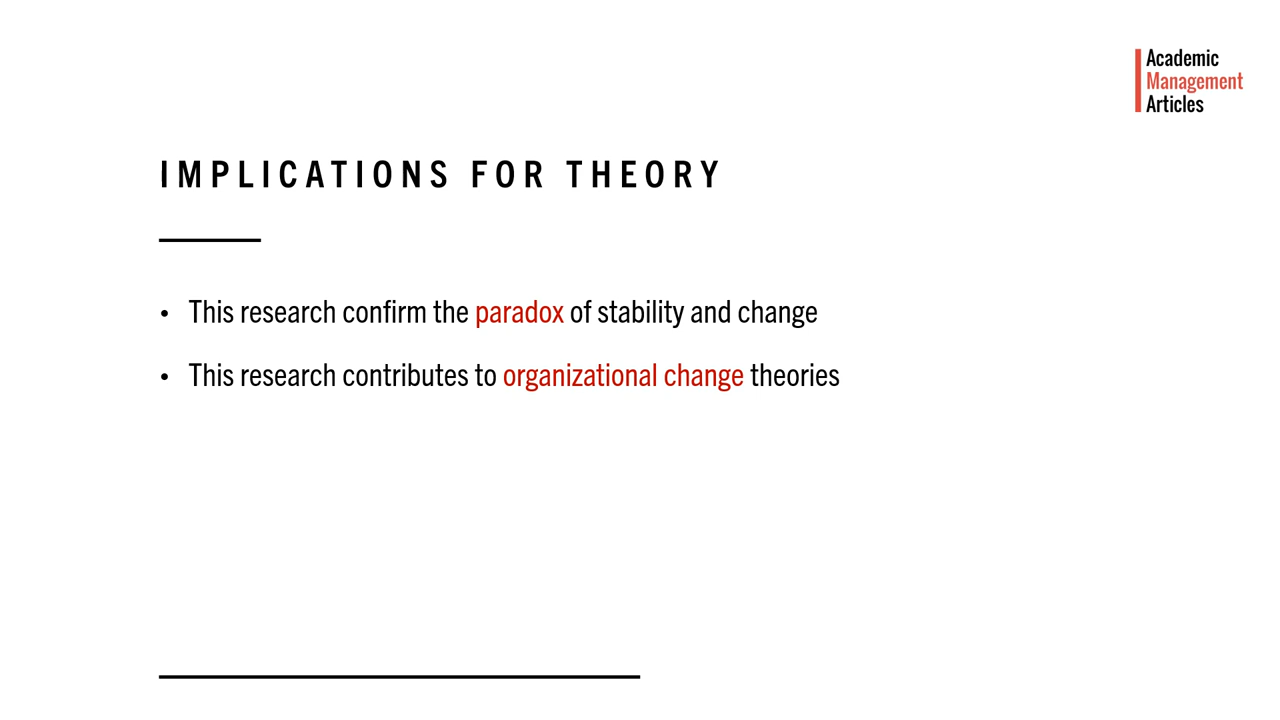 Academic
Management
Articles
IMPLICATIONS FOR THEORY
• This research confirm the paradox of stability and change
• This research contributes to organizational change theories